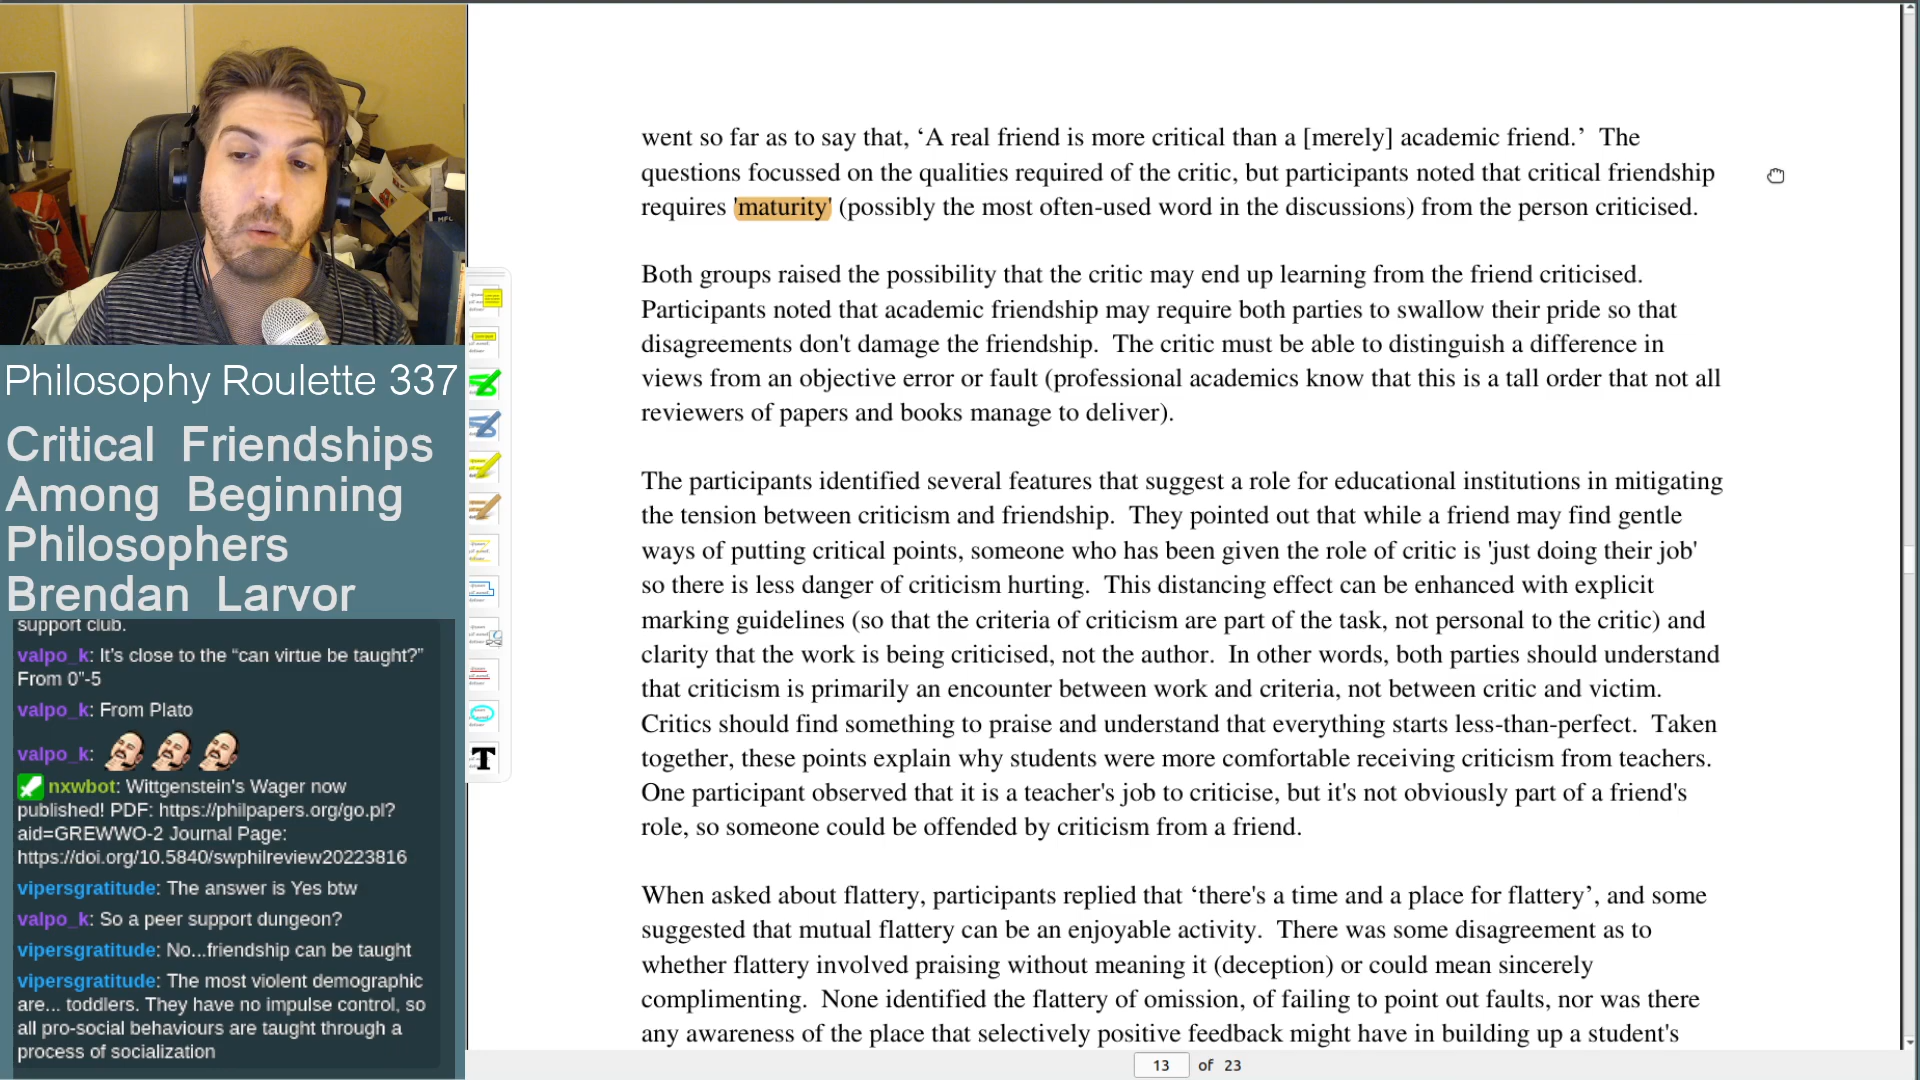 went so far as to say that, ‘A real friend is more critical than a [merely] academic friend.’ The
questions focussed on the qualities required of the critic, but participants noted that critical friendship
requires 'maturity' (possibly the most often-used word in the discussions) from the person criticised.
Both groups raised the possibility that the critic may end up learning from the friend criticised.
Participants noted that academic friendship may require both parties to swallow their pride so that
disagreements don't damage the friendship. The critic must be able to distinguish a difference in
views from an objective error or fault (professional academics know that this is a tall order that not all
reviewers of papers and books manage to deliver).
The participants identified several features that suggest a role for educational institutions in mitigating
the tension between criticism and friendship. They pointed out that while a friend may find gentle
ways of putting critical points, someone who has been given the role of critic is 'just doing their job'
so there is less danger of criticism hurting. This distancing effect can be enhanced with explicit
marking guidelines (so that the criteria of criticism are part of the task, not personal to the critic) and
clarity that the work is being criticised, not the author. In other words, both parties should understand
that criticism is primarily an encounter between work and criteria, not between critic and victim.
Critics should find something to praise and understand that everything starts less-than-perfect. Taken
together, these points explain why students were more comfortable receiving criticism from teachers.
One participant observed that it is a teacher's job to criticise, but it's not obviously part of a friend's
role, so someone could be offended by criticism from a friend.
When asked about flattery, participants replied that ‘there's a time and a place for flattery’, and some
suggested that mutual flattery can be an enjoyable activity. There was some disagreement as to
whether flattery involved praising without meaning it (deception) or could mean sincerely
complimenting. None identified the flattery of omission, of failing to point out faults, nor was there
any awareness of the place that selectively positive feedback might have in building up a student's
13 of 23
Philosophy Roulette 337
Critical Friendships
Among Beginning
Philosophers
Brendan Larvor
support club.
valpo_k: It’s close to the “can virtue be taught?”
From 0”-5
valpo_k: From Plato
valpo_k:
nxwbot: Wittgenstein's Wager now
published! PDF: https://philpapers.org/go.pl?
aid=GREWWO-2 Journal Page:
https://doi.org/10.5840/swphilreview20223816
vipersgratitude: The answer is Yes btw
valpo_k: So a peer support dungeon?
vipersgratitude: No...friendship can be taught
vipersgratitude: The most violent demographic
are... toddlers. They have no impulse control, so
all pro-social behaviours are taught through a
process of socialization
T